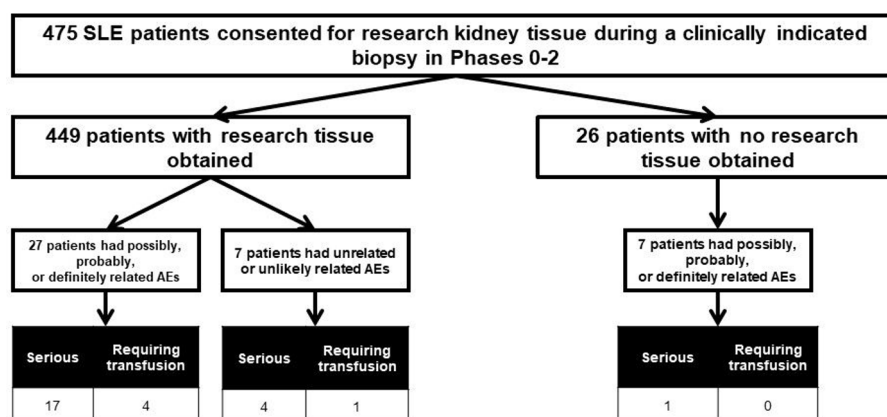 475 SLE patients consented for research kidney tissue during a clinically indicated
biopsy in Phases 0-2
449 patients with research tissue
obtained
26 patients with no research
tissue obtained
27 patients had possibly,
probably,
or definitely related AEs
7 patients had unrelated
or unlikely related AEs
7 patients had possibly,
probably,
or definitely related AEs
Serious
Requiring
transfusion
17
4
Serious
Requiring
transfusion
4
1
Serious
Requiring
transfusion
1
0